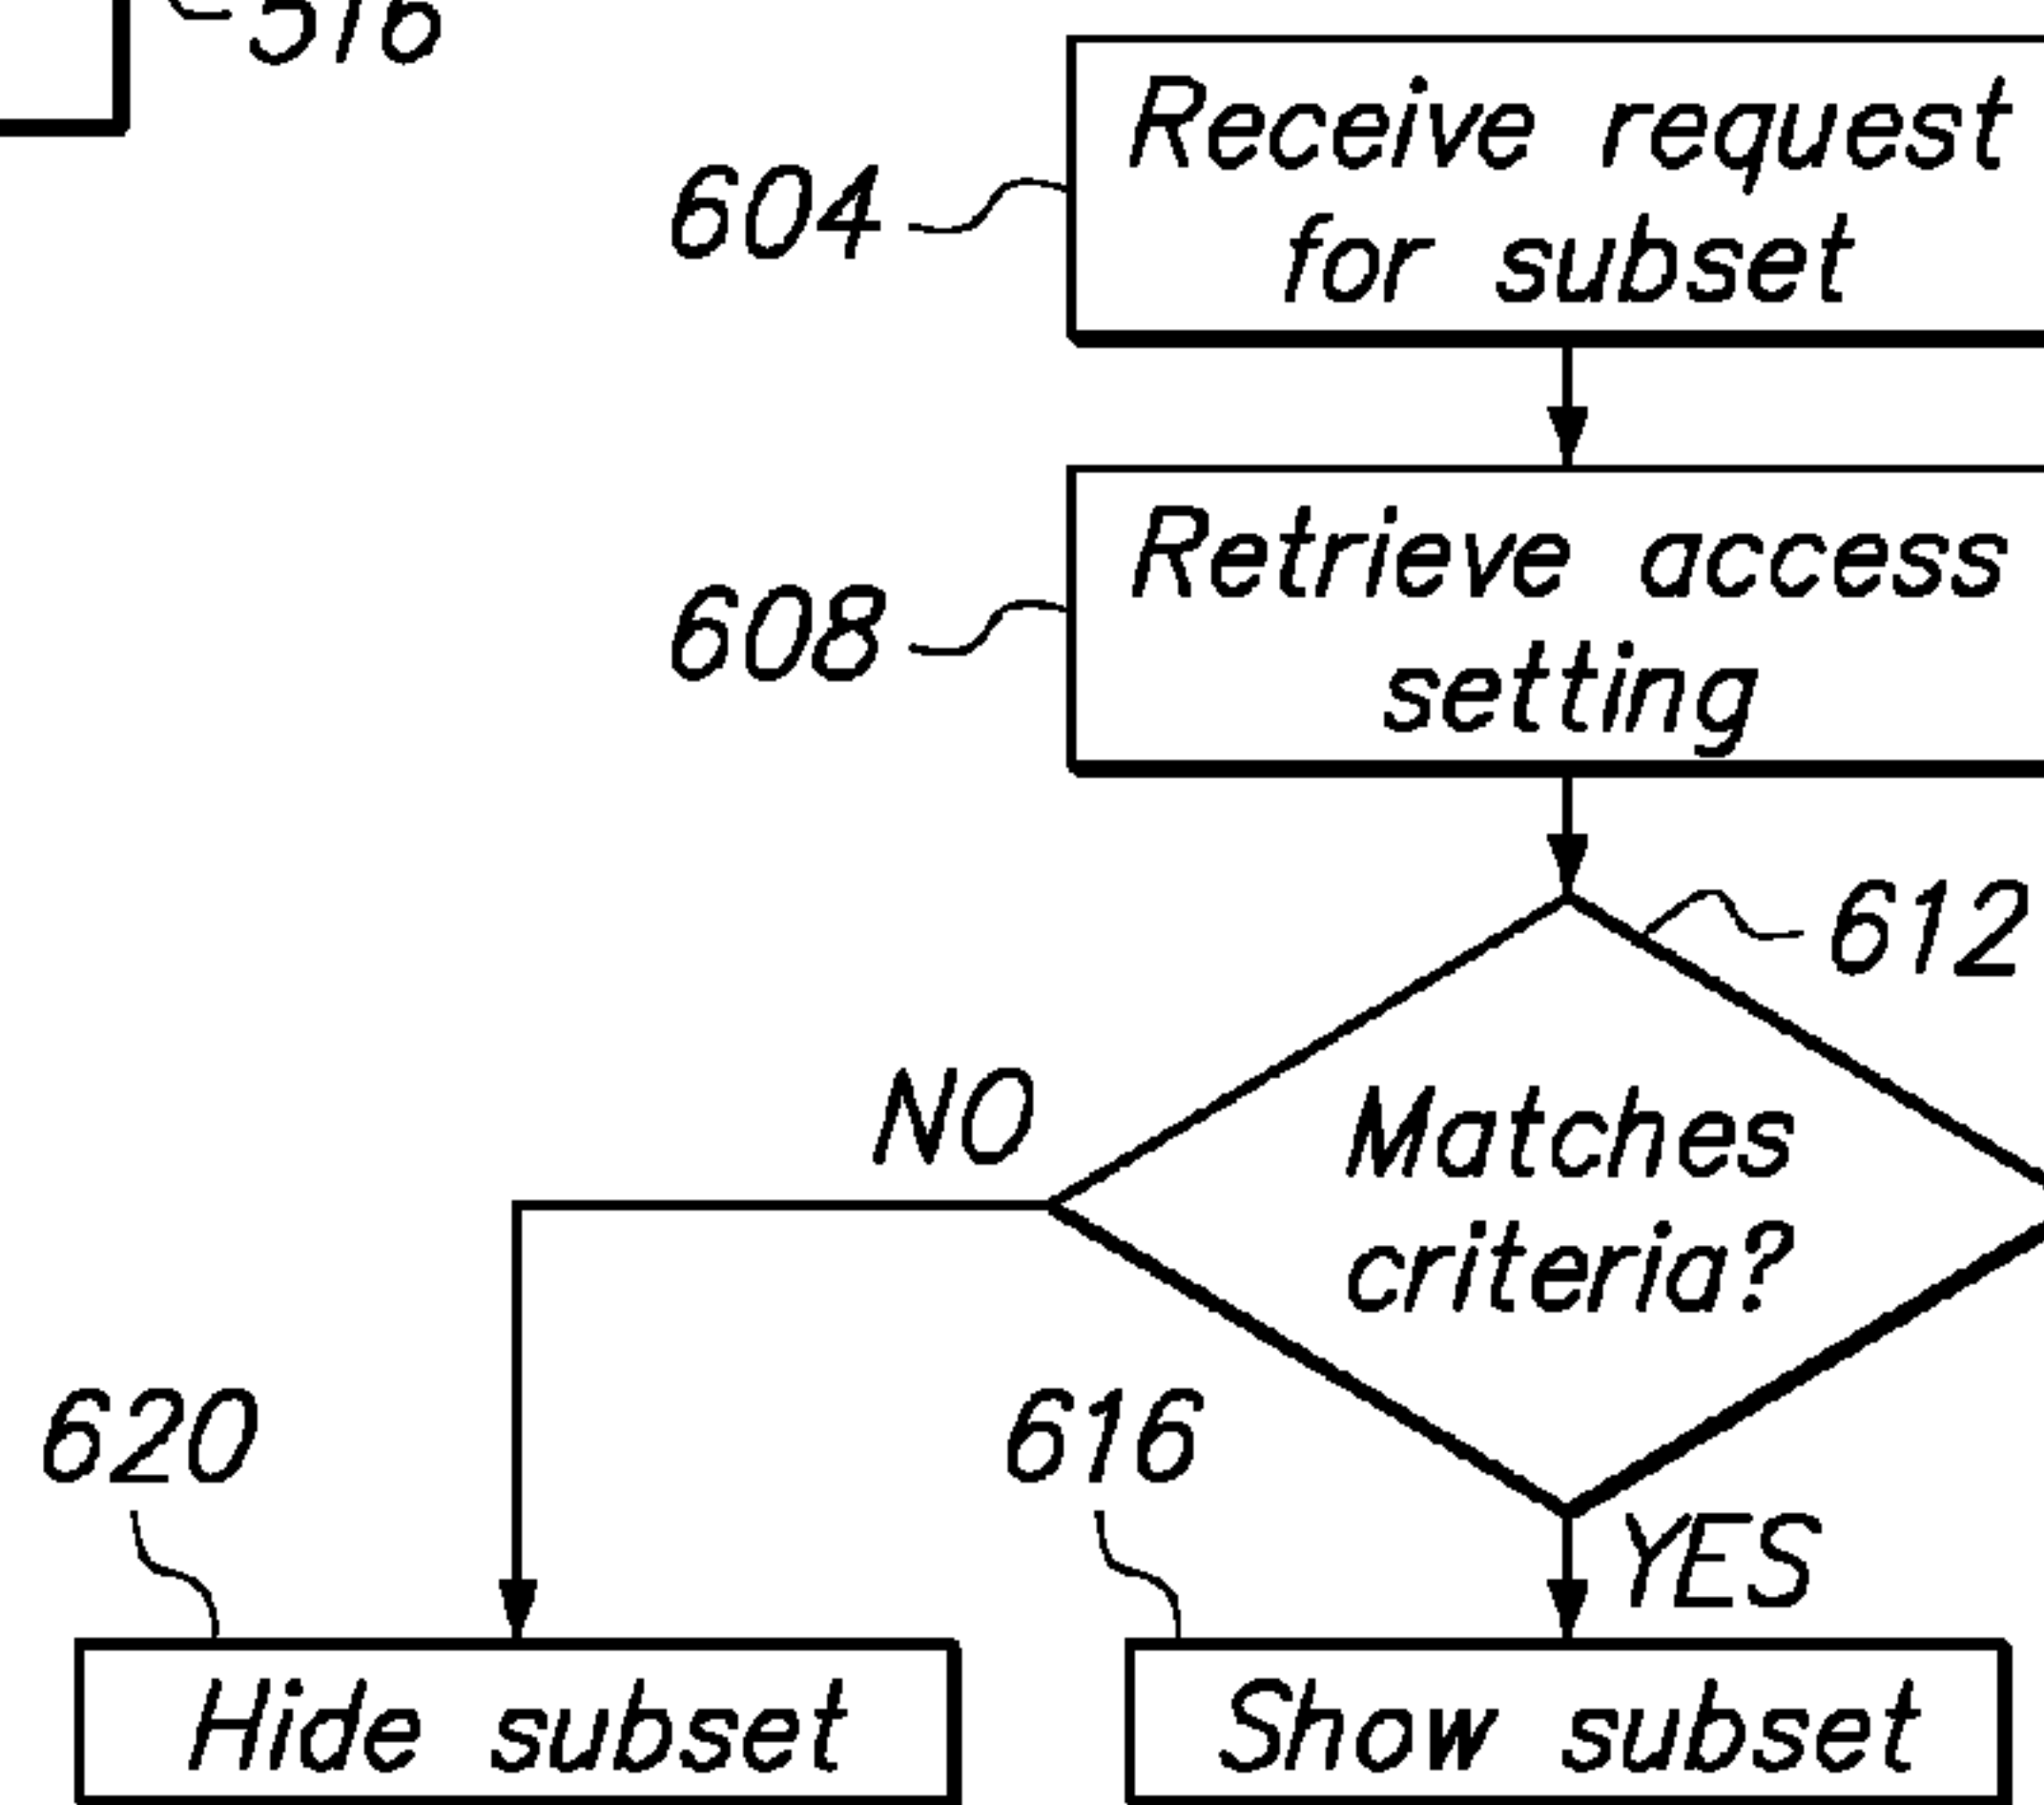 516
Receive request
for subset
604
Retrieve access
setting
608
612
Matches
criteria?
NO
YES
620
616
Hide subset
Show subset